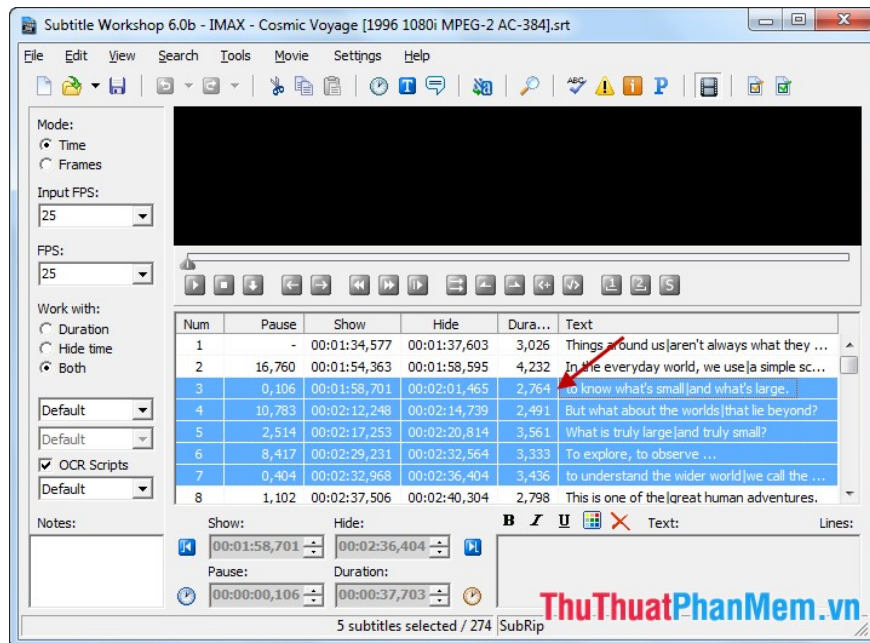 Subtitle Workshop 6.0b - IMAX - Cosmic Voyage [1996 1080i MPEG-2 AC-384].srt
File Edit View Search Tools Movie Settings Help
T ABC i P
Mode:
Time
Frames
Input FPS:
25
FPS:
25
Work with:
Duration
Hide time
Both
Default
Default
OCR Scripts
Default
1 2 S
Num Pause Show Hide Dura... Text
1 - 00:01:34,577 00:01:37,603 3,026 Things around us|aren't always what they ...
2 16,760 00:01:54,363 00:01:58,595 4,232 In the everyday world, we use|a simple sc...
3 0,106 00:01:58,701 00:02:01,465 2,764 to know what's small|and what's large.
4 10,783 00:02:12,248 00:02:14,739 2,491 But what about the worlds|that lie beyond?
5 2,514 00:02:17,253 00:02:20,814 3,561 What is truly large|and truly small?
6 8,417 00:02:29,231 00:02:32,564 3,333 To explore, to observe ...
7 0,404 00:02:32,968 00:02:36,404 3,436 to understand the wider world|we call the ...
8 1,102 00:02:37,506 00:02:40,304 2,798 This is one of the|great human adventures.
Notes:
Show: Hide:
00:01:58,701 00:02:36,404
Pause: Duration:
00:00:00,106 00:00:37,703
B I U Text: Lines:
ThuThuatPhanMem.vn
5 subtitles selected / 274 SubRip